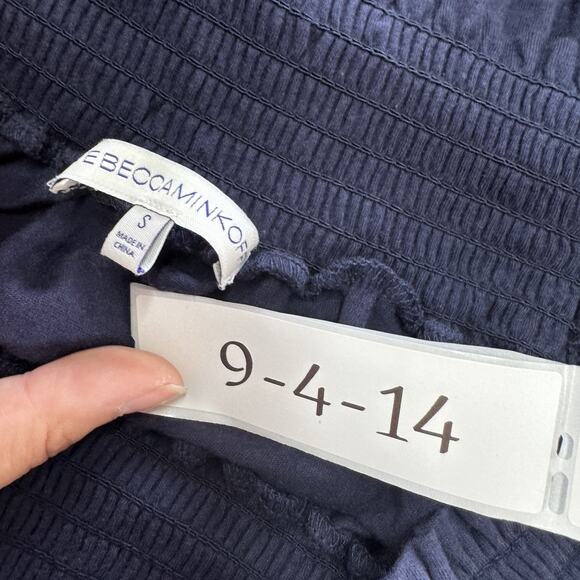 EBECCAMINKOF
S
MADE IN
CHINA
9-4-14